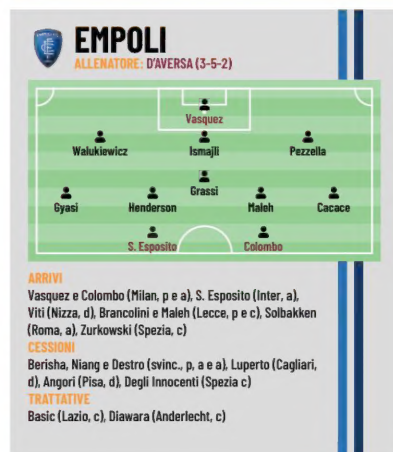 EMPOLI
ALLENATORE: D'AVERSA (3-5-2)
Vasquez
Walukiewicz Ismajli Pezzella
Grassi
Gyasi Henderson Maleh Cacace
S. Esposito Colombo
ARRIVI
Vasquez e Colombo (Milan, p e a), S. Esposito (Inter, a),
Viti (Nizza, d), Brancolini e Maleh (Lecce, p e c), Solbakken
(Roma, a), Zurkowski (Spezia, c)
CESSIONI
Berisha, Niang e Destro (svinc., p, a e a), Luperto (Cagliari,
d), Angori (Pisa, d), Degli Innocenti (Spezia c)
TRATTATIVE
Basic (Lazio, c), Diawara (Anderlecht, c)